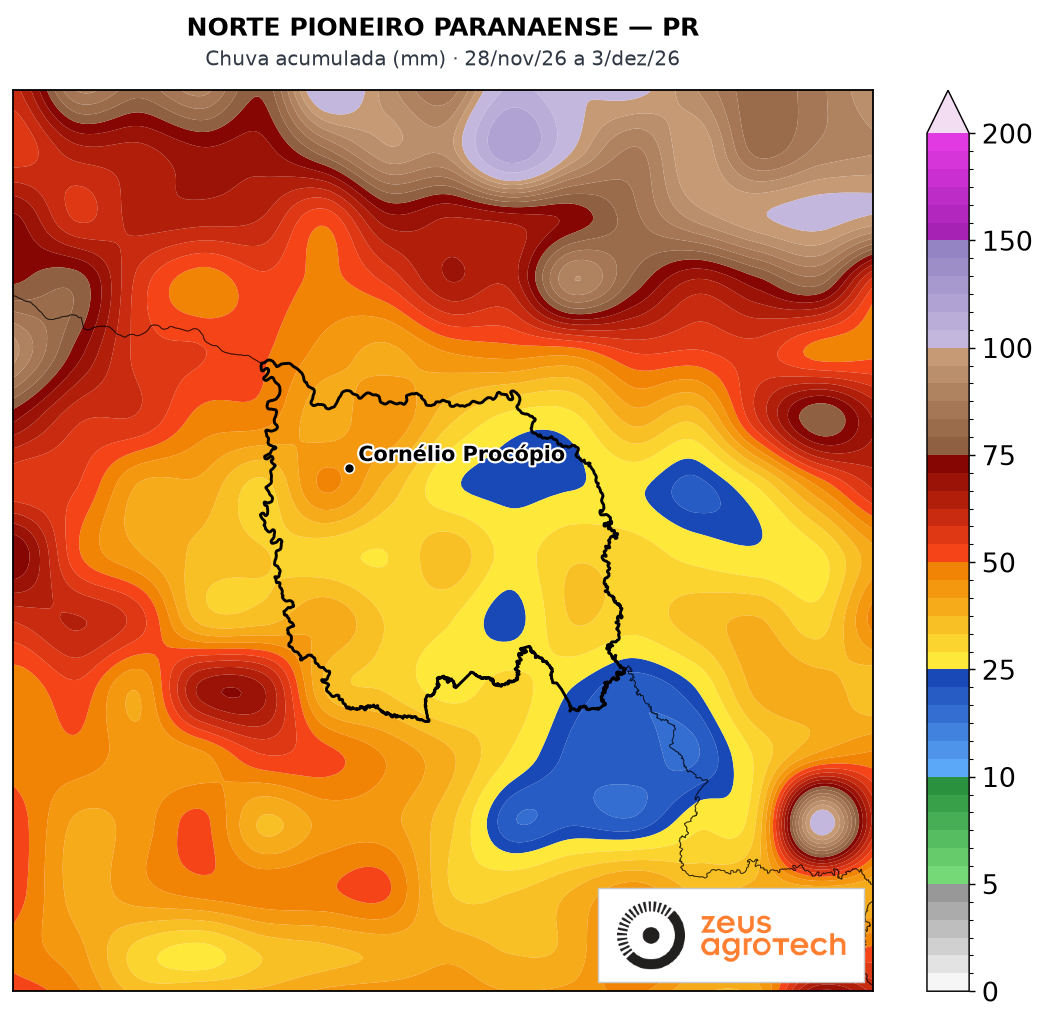 NORTE PIONEIRO PARANAENSE — PR
Chuva acumulada (mm) · 28/nov/26 a 3/dez/26
Cornélio Procópio
200
150
100
75
50
25
10
5
0
zeus
agrotech